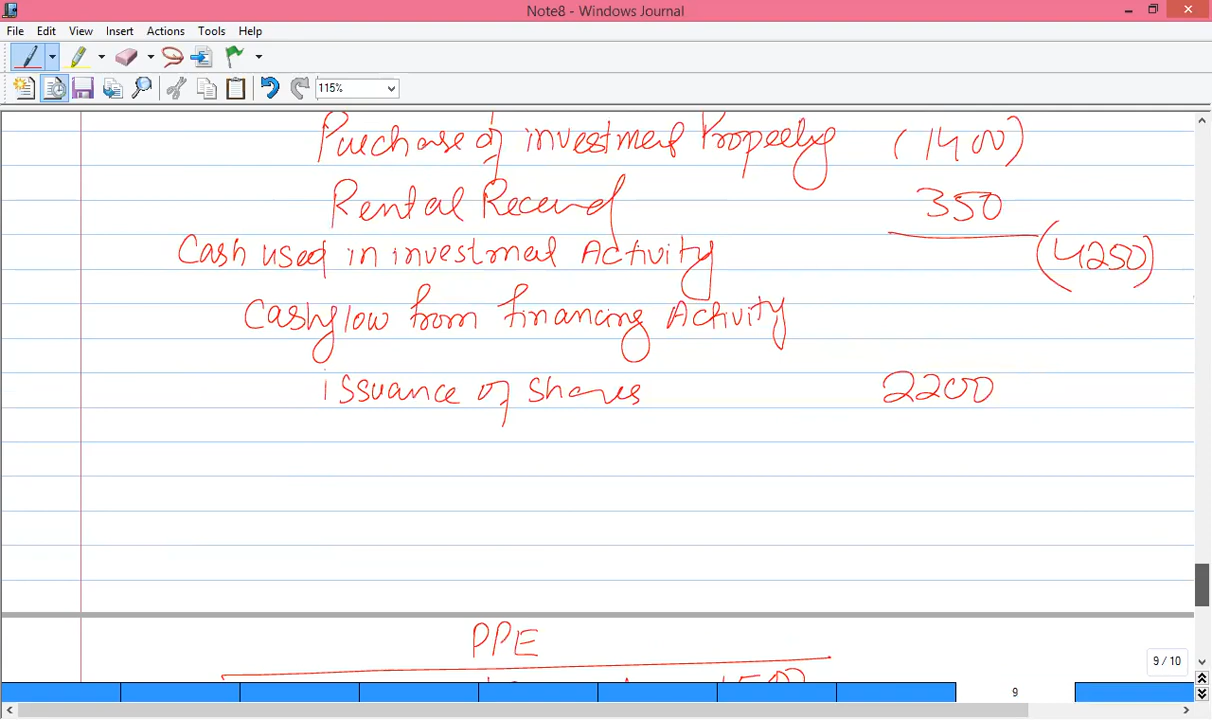 Note8 - Windows Journal
File Edit View Insert Actions Tools Help
115%
Purchase of investment Property (1400)
Rental Received 350
Cash used in investment Activity (4250)
Cashflow from financing Activity
issuance of shares 2200
PPE
9 / 10
9